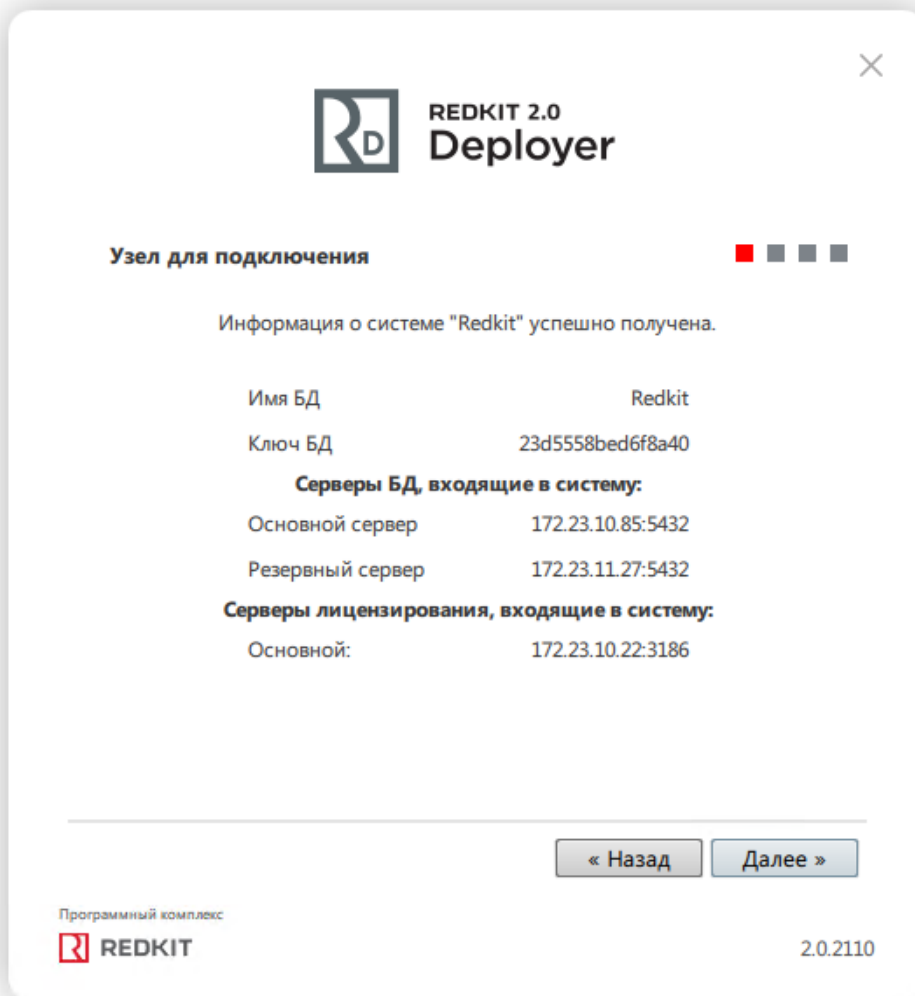 REDKIT 2.0
RD Deployer
Узел для подключения
Информация о системе "Redkit" успешно получена.
Имя БД Redkit
Ключ БД 23d5558bed6f8a40
Серверы БД, входящие в систему:
Основной сервер 172.23.10.85:5432
Резервный сервер 172.23.11.27:5432
Серверы лицензирования, входящие в систему:
Основной: 172.23.10.22:3186
« Назад Далее »
Программный комплекс
REDKIT 2.0.2110